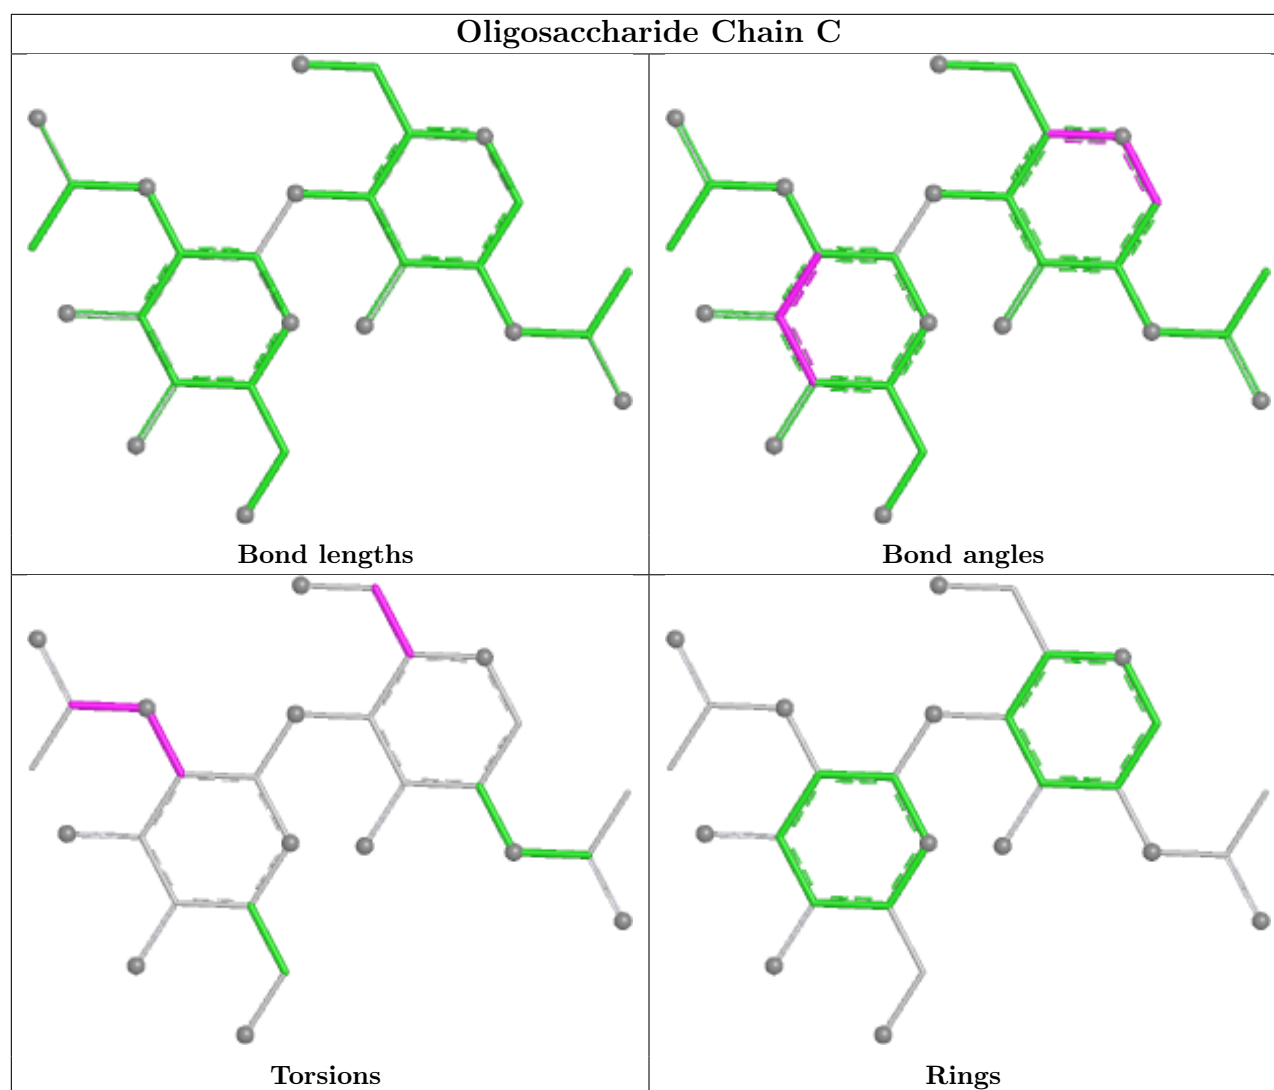 Oligosaccharide Chain C
Bond lengths
Bond angles
Torsions
Rings